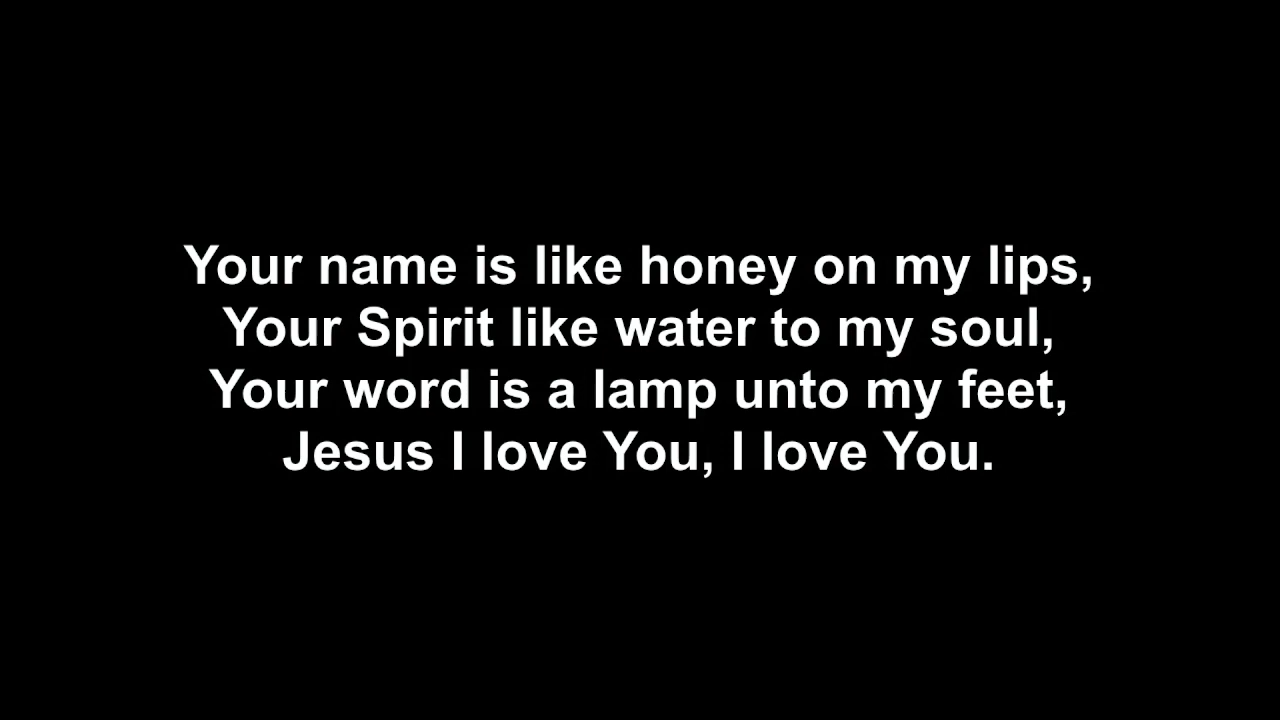 Your name is like honey on my lips,
Your Spirit like water to my soul,
Your word is a lamp unto my feet,
Jesus I love You, I love You.